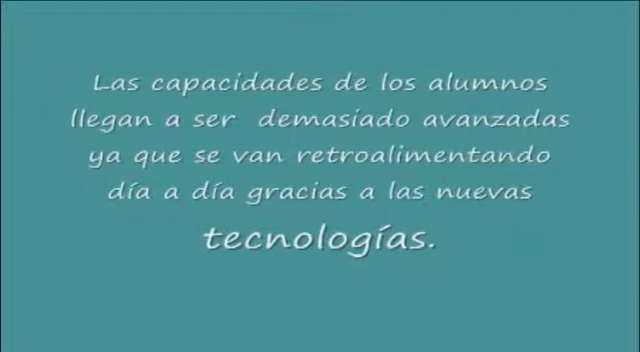 Las capacidades de los alumnos
llegan a ser demasiado avanzadas
ya que se van retroalimentando
día a día gracias a las nuevas
tecnologías.